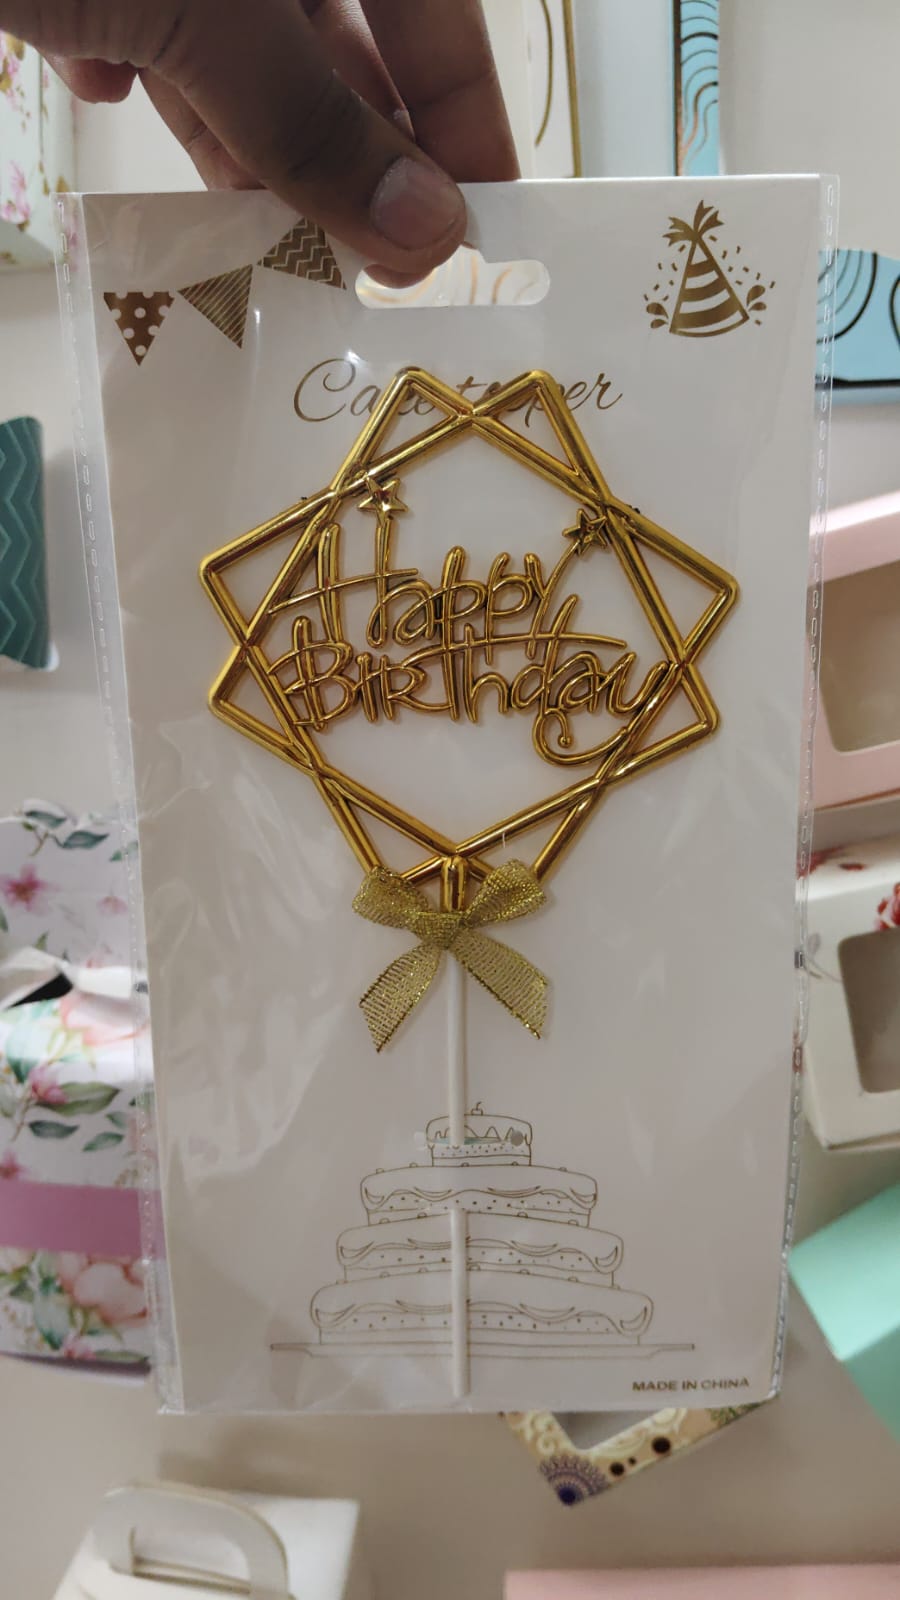 Cake topper
Happy
Birthday
MADE IN CHINA